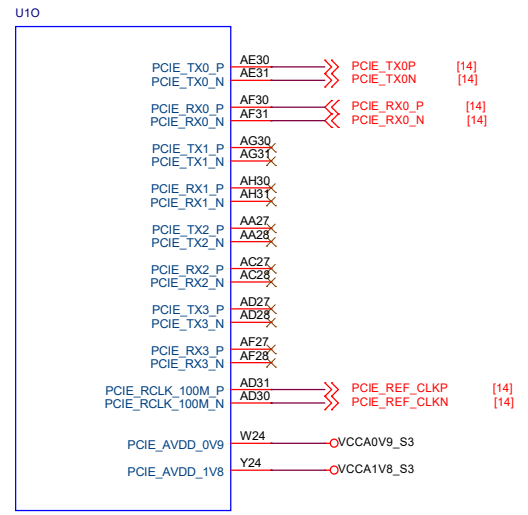 U1O
PCIE_TX0_P AE30 PCIE_TX0P [14]
PCIE_TX0_N AE31 PCIE_TX0N [14]
PCIE_RX0_P AF30 PCIE_RX0_P [14]
PCIE_RX0_N AF31 PCIE_RX0_N [14]
PCIE_TX1_P AG30
PCIE_TX1_N AG31
PCIE_RX1_P AH30
PCIE_RX1_N AH31
PCIE_TX2_P AA27
PCIE_TX2_N AA28
PCIE_RX2_P AC27
PCIE_RX2_N AC28
PCIE_TX3_P AD27
PCIE_TX3_N AD28
PCIE_RX3_P AF27
PCIE_RX3_N AF28
PCIE_RCLK_100M_P AD31 PCIE_REF_CLKP [14]
PCIE_RCLK_100M_N AD30 PCIE_REF_CLKN [14]
PCIE_AVDD_0V9 W24 VCCA0V9_S3
PCIE_AVDD_1V8 Y24 VCCA1V8_S3